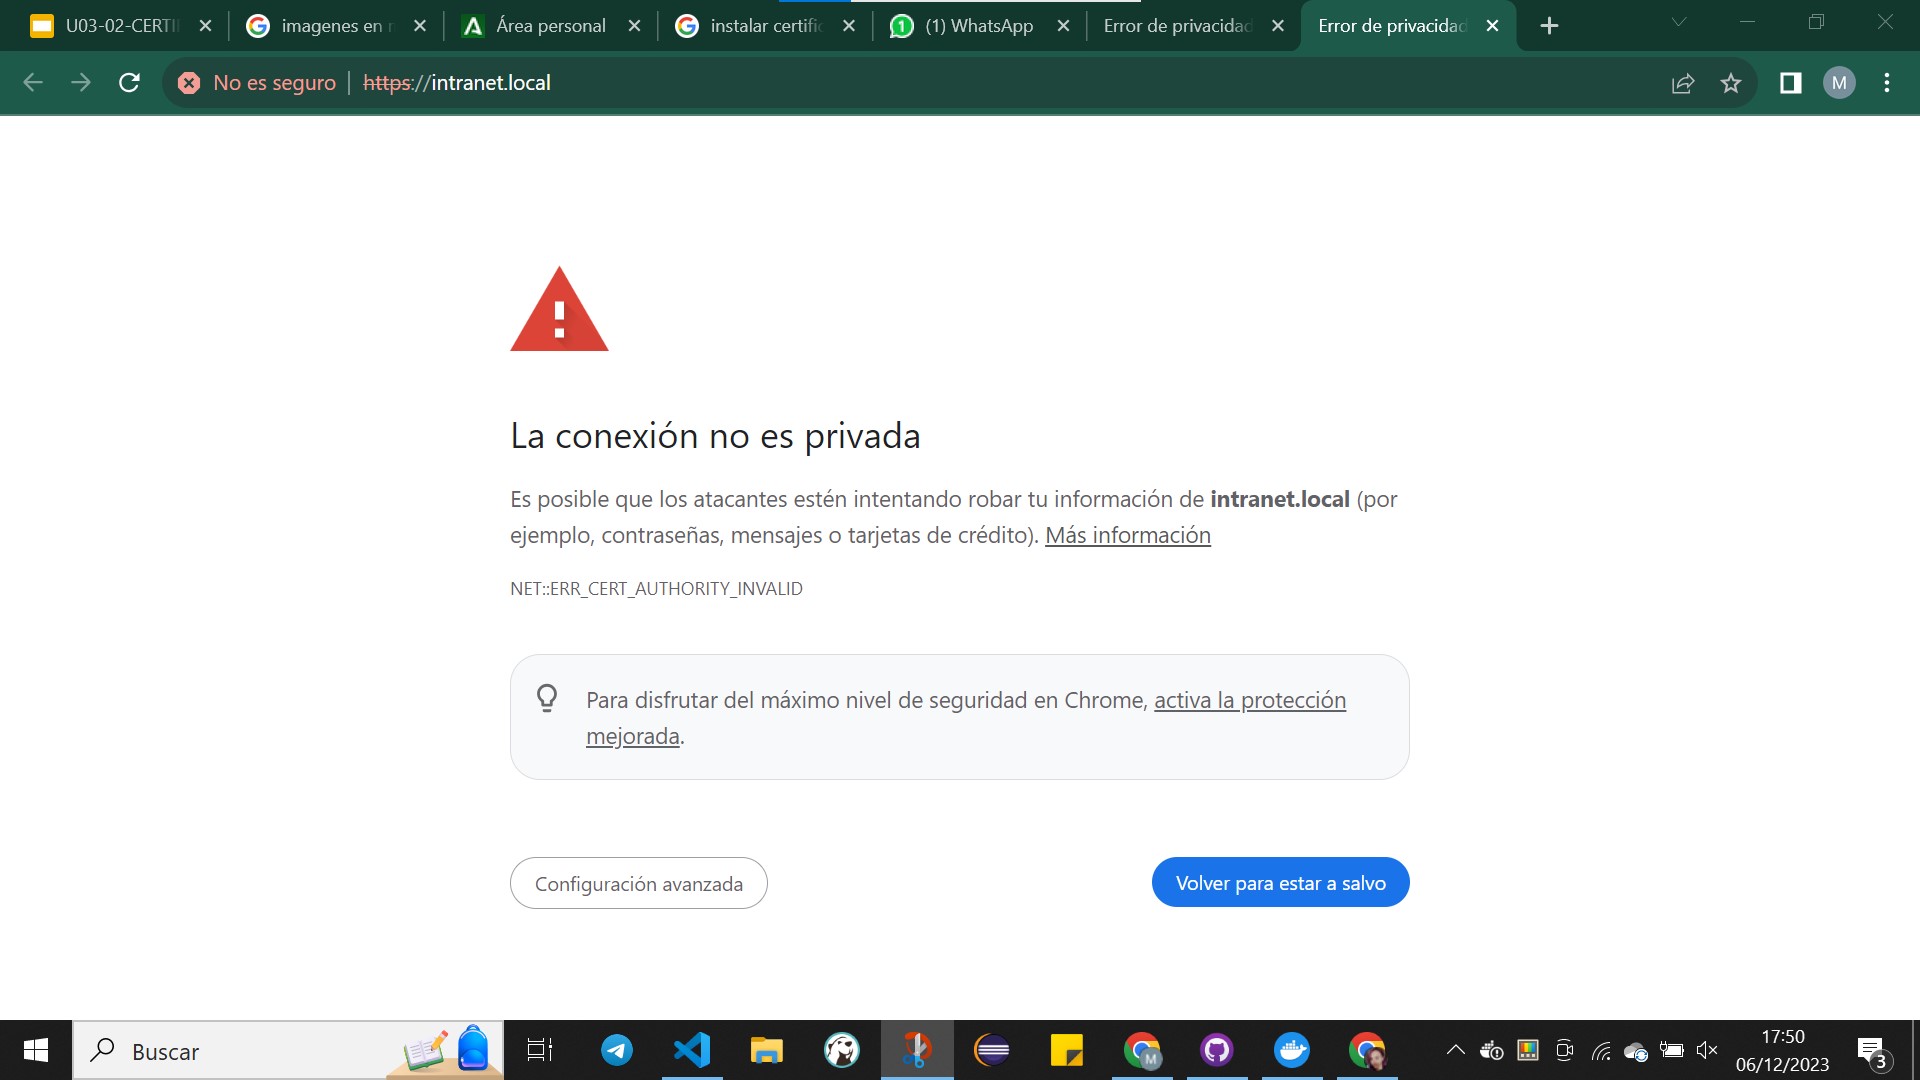 U03-02-CERTI
imagenes en
Área personal
instalar certific
(1) WhatsApp
Error de privacidad
Error de privacidad
No es seguro
https://intranet.local
M
La conexión no es privada
Es posible que los atacantes estén intentando robar tu información de intranet.local (por
ejemplo, contraseñas, mensajes o tarjetas de crédito). Más información
NET::ERR_CERT_AUTHORITY_INVALID
Para disfrutar del máximo nivel de seguridad en Chrome, activa la protección
mejorada.
Configuración avanzada
Volver para estar a salvo
Buscar
M
17:50
06/12/2023
3